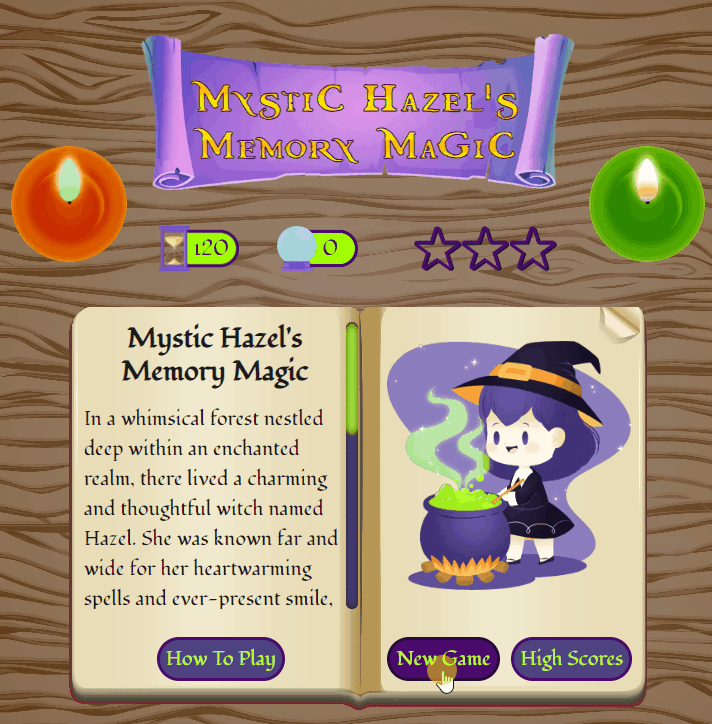 Mystic Hazel's
Memory Magic
120
0
Mystic Hazel's
Memory Magic
In a whimsical forest nestled
deep within an enchanted
realm, there lived a charming
and thoughtful witch named
Hazel. She was known far and
wide for her heartwarming
spells and ever-present smile,
How To Play
New Game
High Scores